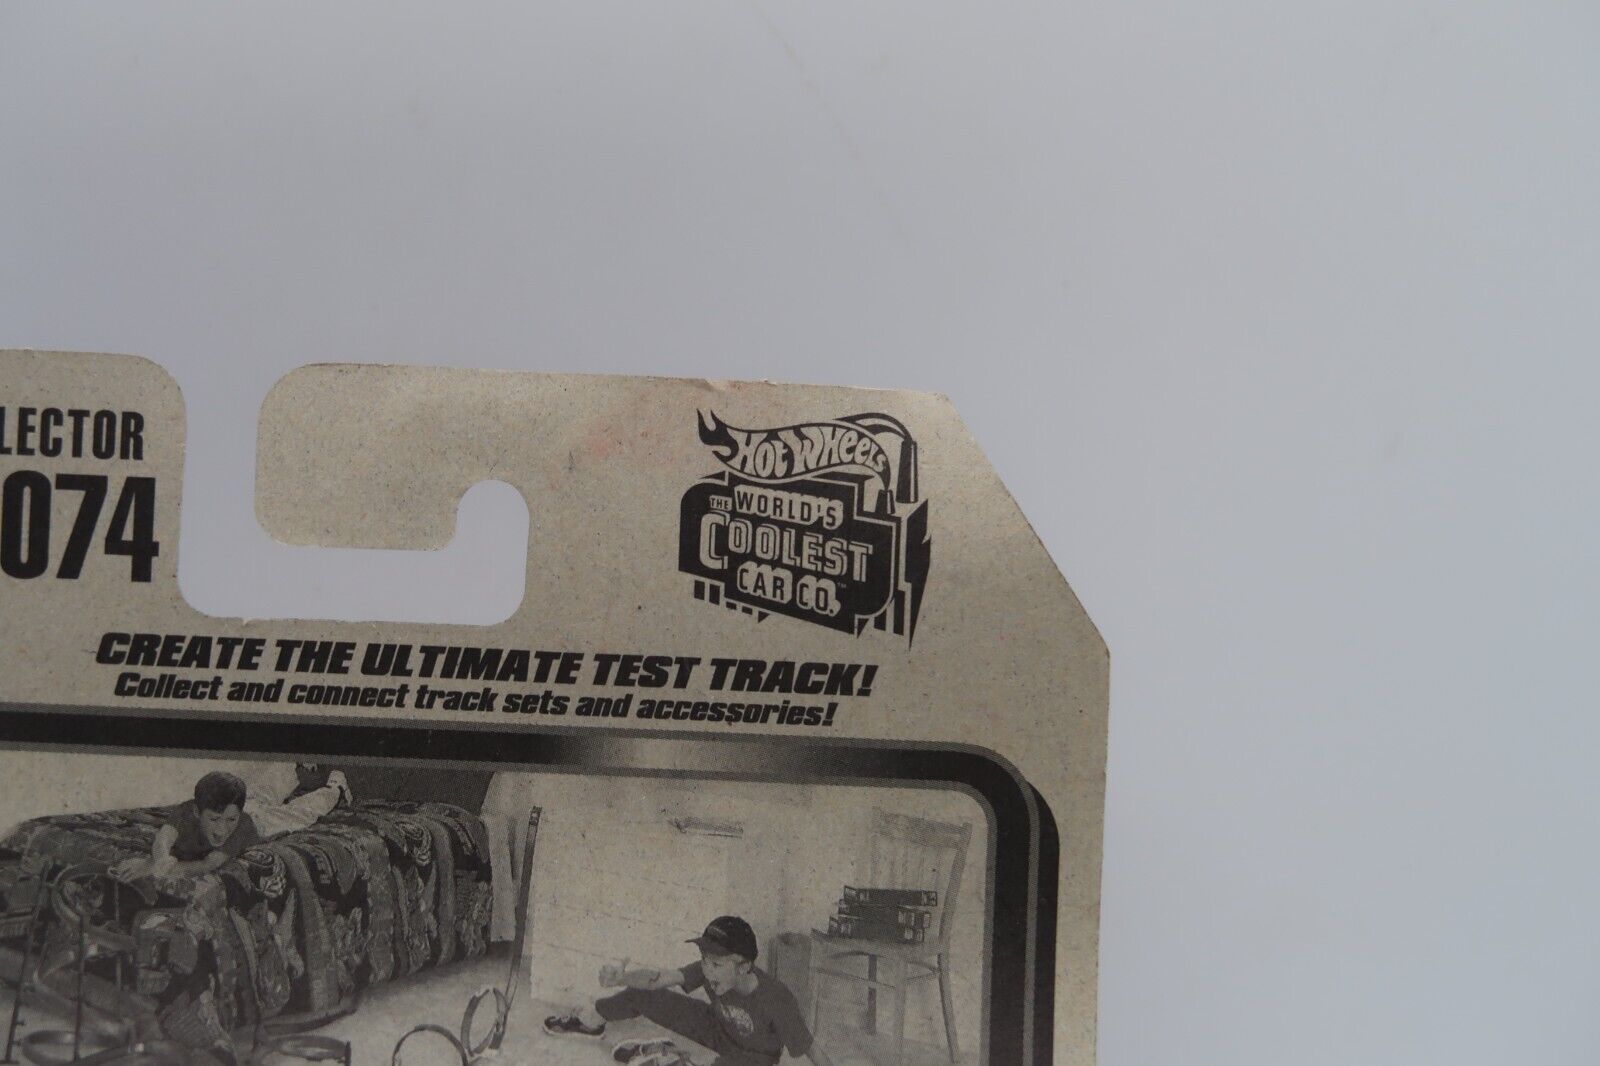 LECTOR
074
HOT WHEELS
THE WORLD'S
COOLEST
CAR CO.™
CREATE THE ULTIMATE TEST TRACK!
Collect and connect track sets and accessories!